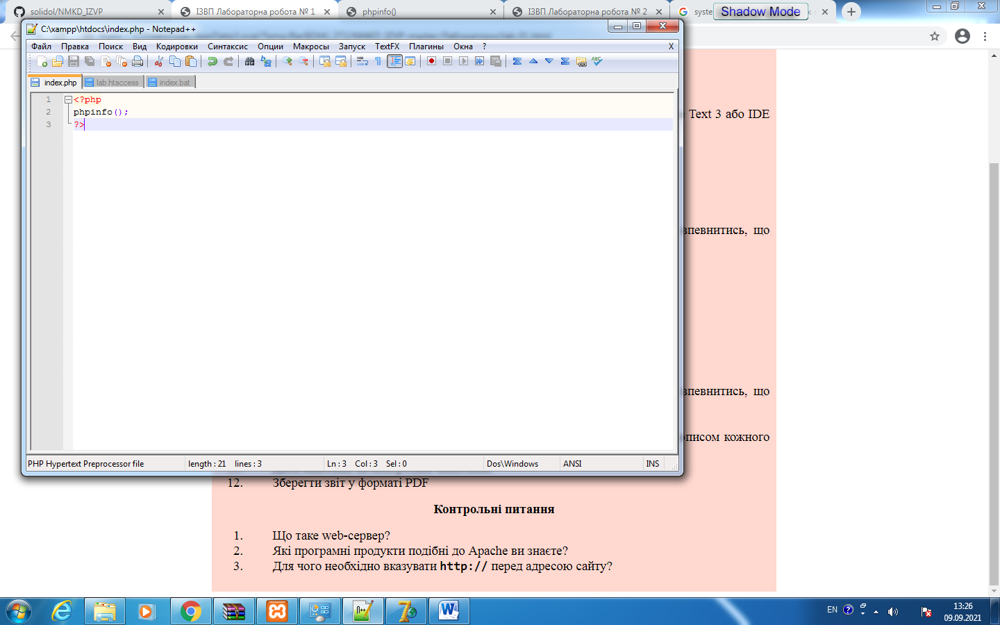 solidol/NMKD_IZVP
ІЗВП Лабораторна робота № 1
phpinfo()
ІЗВП Лабораторна робота № 2
syste
Shadow Mode
C:\xampp\htdocs\index.php - Notepad++
Файл Правка Поиск Вид Кодировки Синтаксис Опции Макросы Запуск TextFX Плагины Окна ? X
index.php lab.htaccess index.bat
1 <?php
2 phpinfo();
3 ?>
Text 3 або IDE
впевнитись, що
впевнитись, що
описом кожного
PHP Hypertext Preprocessor file length : 21 lines : 3 Ln : 3 Col : 3 Sel : 0 Dos\Windows ANSI INS
12. Зберегти звіт у форматі PDF
Контрольні питання
1. Що таке web-сервер?
2. Які програмні продукти подібні до Apache ви знаєте?
3. Для чого необхідно вказувати http:// перед адресою сайту?
EN
13:26
09.09.2021